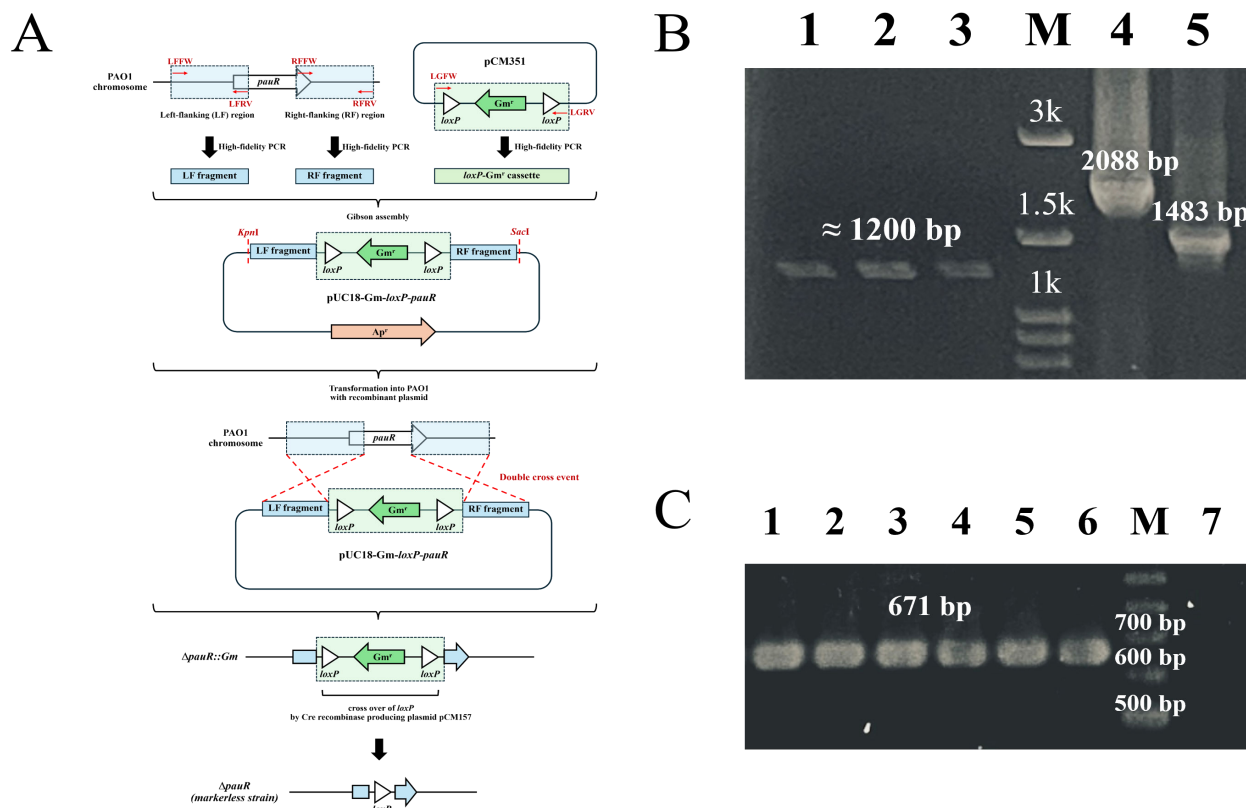 A
pCM351
LFFW
RFFW
LGFW
PAO1
chromosome
pauR
Gmʳ
LFRV
RFRV
LGRV
Left-flanking (LF) region
Right-flanking (RF) region
loxP
loxP
High-fidelity PCR
High-fidelity PCR
High-fidelity PCR
LF fragment
RF fragment
loxP-Gmʳ cassette
Gibson assembly
KpnI
SacI
LF fragment
Gmʳ
RF fragment
loxP
loxP
pUC18-Gm-loxP-pauR
Apʳ
Transformation into PAO1
with recombinant plasmid
PAO1
chromosome
pauR
Double cross event
LF fragment
Gmʳ
RF fragment
loxP
loxP
pUC18-Gm-loxP-pauR
ΔpauR::Gm
Gmʳ
loxP
loxP
cross over of loxP
by Cre recombinase producing plasmid pCM157
ΔpauR
(markerless strain)
loxP
B
1 2 3 M 4 5
3k
2088 bp
1.5k
1483 bp
≈ 1200 bp
1k
C
1 2 3 4 5 6 M 7
671 bp
700 bp
600 bp
500 bp